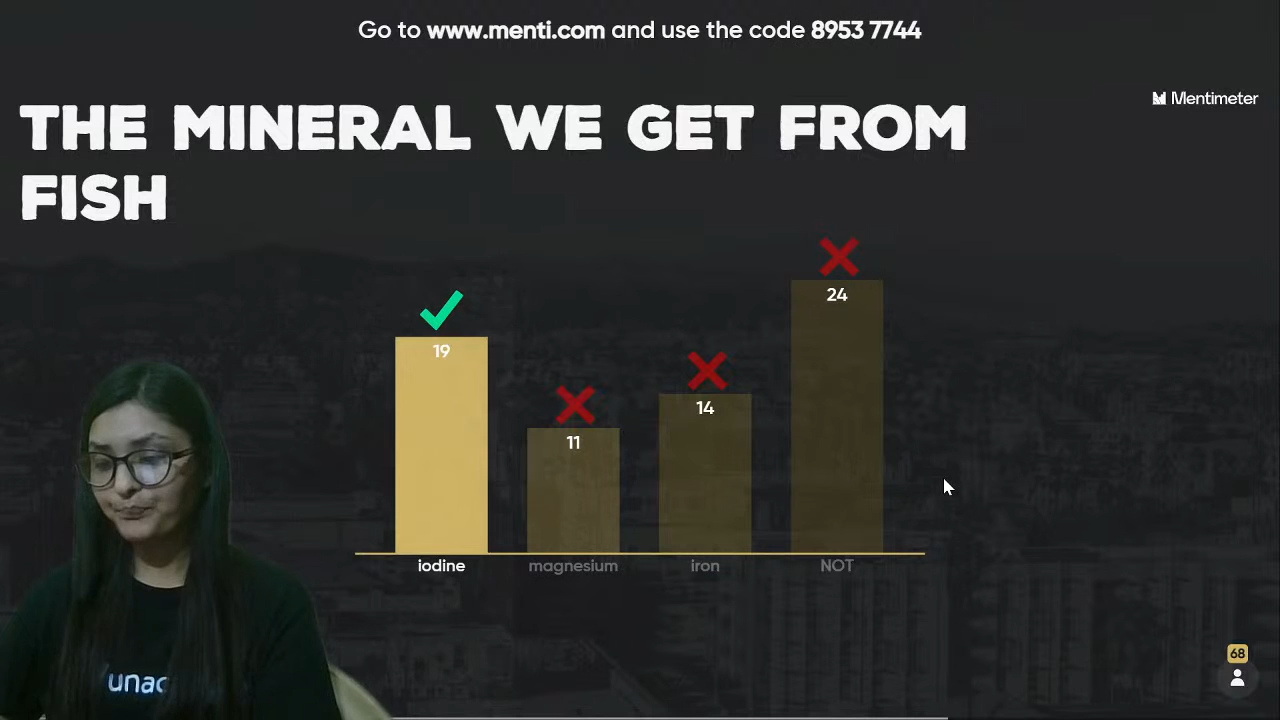 Go to www.menti.com and use the code 8953 7744
Mentimeter
THE MINERAL WE GET FROM
FISH
19
11
14
24
iodine
magnesium
iron
NOT
unac
68